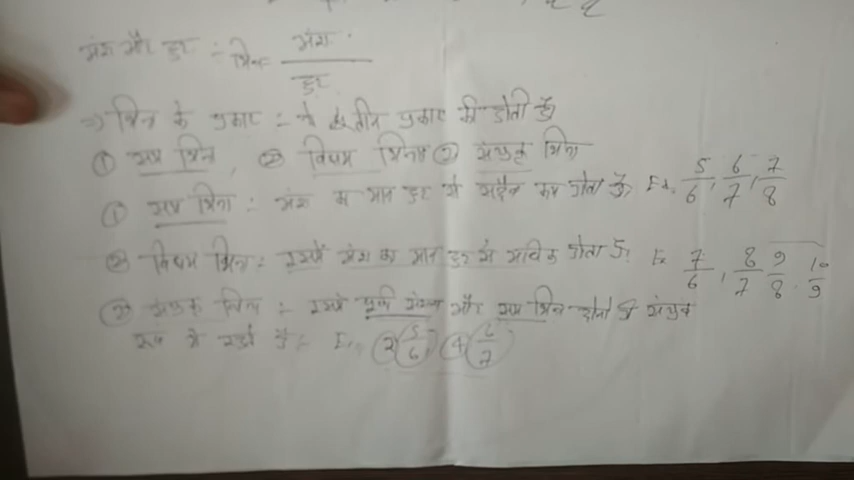 अंश और हर :- भिन्न = अंश / हर
=> भिन्न के प्रकार :- ये तीन प्रकार की होती है
① सम भिन्न, ② विषम भिन्न ③ संयुक्त भिन्न
① सम भिन्न :- अंश का मान हर से सदैव कम होता है, Ex. 5/6, 6/7, 7/8
② विषम भिन्न :- इसमें अंश का मान हर से अधिक होता है। Ex 7/6, 8/7 9/8. 10/9
③ संयुक्त भिन्न :- इसमें पूर्ण संख्या और सम भिन्न दोनों ही संयुक्त
रूप से रहते है :- Ex. 2 5/6, 4 6/7